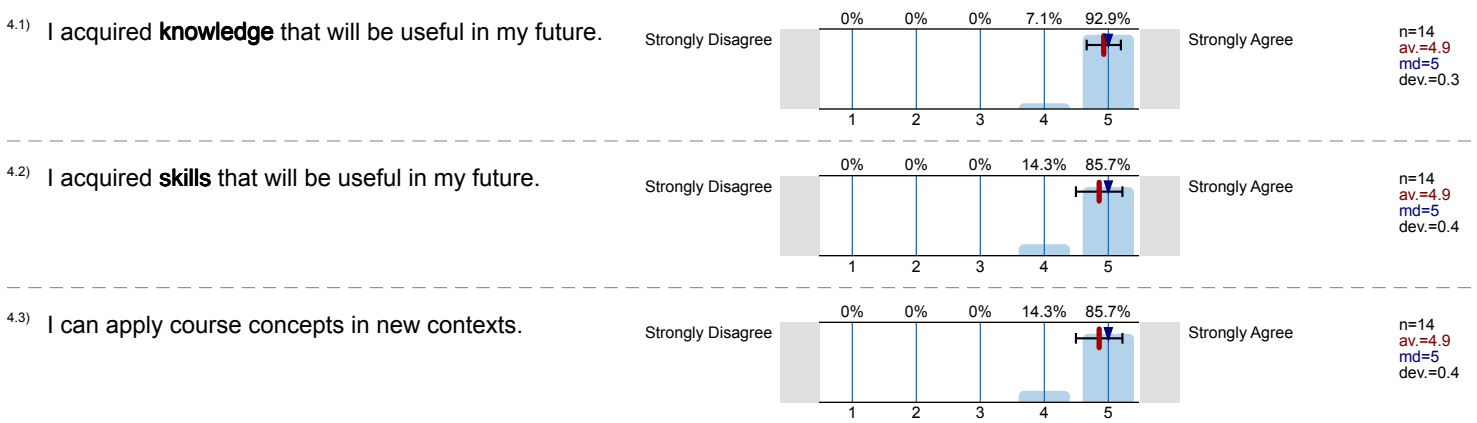 4.1) I acquired knowledge that will be useful in my future.
Strongly Disagree
0% 0% 0% 7.1% 92.9%
1 2 3 4 5
Strongly Agree
n=14
av.=4.9
md=5
dev.=0.3
4.2) I acquired skills that will be useful in my future.
Strongly Disagree
0% 0% 0% 14.3% 85.7%
1 2 3 4 5
Strongly Agree
n=14
av.=4.9
md=5
dev.=0.4
4.3) I can apply course concepts in new contexts.
Strongly Disagree
0% 0% 0% 14.3% 85.7%
1 2 3 4 5
Strongly Agree
n=14
av.=4.9
md=5
dev.=0.4